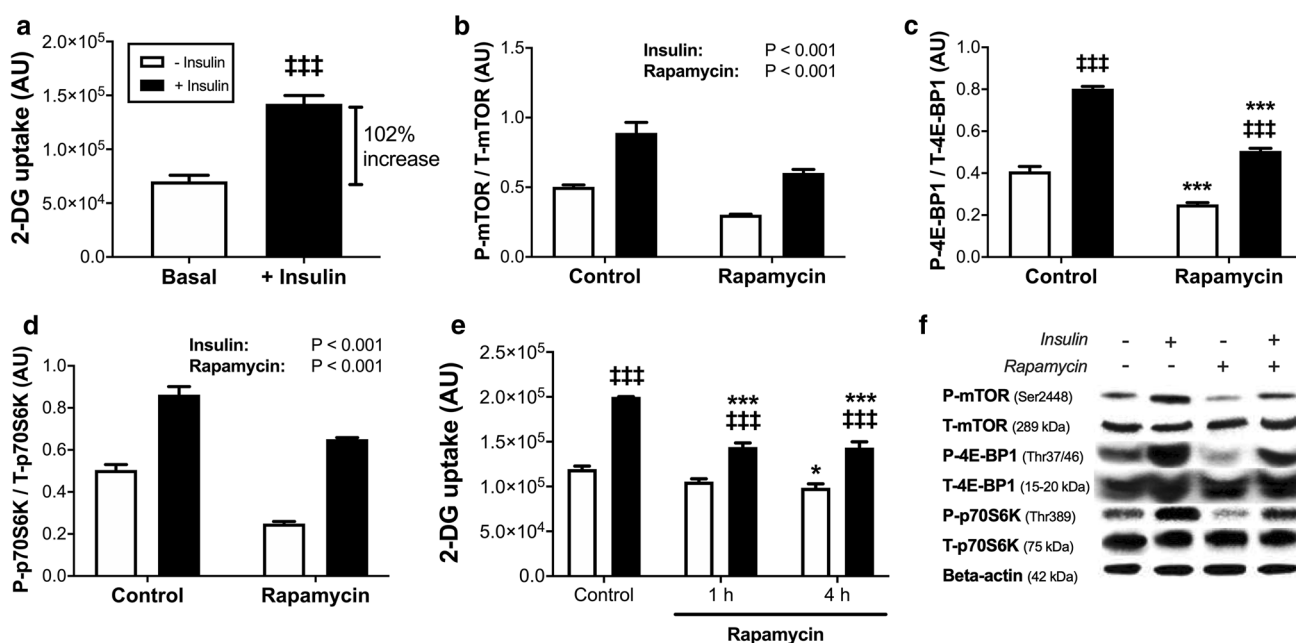 a
2-DG uptake (AU)
2.0×10⁵
1.5×10⁵
1.0×10⁵
5.0×10⁴
0.0
- Insulin
+ Insulin
‡‡‡
102%
increase
Basal + Insulin
b
P-mTOR / T-mTOR (AU)
1.5
1.0
0.5
0.0
Insulin: P < 0.001
Rapamycin: P < 0.001
Control Rapamycin
c
P-4E-BP1 / T-4E-BP1 (AU)
1.0
0.8
0.6
0.4
0.2
0.0
‡‡‡
***
***
‡‡‡
Control Rapamycin
d
P-p70S6K / T-p70S6K (AU)
Insulin: P < 0.001
Rapamycin: P < 0.001
1.0
0.8
0.6
0.4
0.2
0.0
Control Rapamycin
e
2-DG uptake (AU)
2.5×10⁵
2.0×10⁵
1.5×10⁵
1.0×10⁵
5.0×10⁴
0.0
‡‡‡
***
‡‡‡
*
***
‡‡‡
Control 1 h 4 h
Rapamycin
f
Insulin - + - +
Rapamycin - - + +
P-mTOR (Ser2448)
T-mTOR (289 kDa)
P-4E-BP1 (Thr37/46)
T-4E-BP1 (15-20 kDa)
P-p70S6K (Thr389)
T-p70S6K (75 kDa)
Beta-actin (42 kDa)